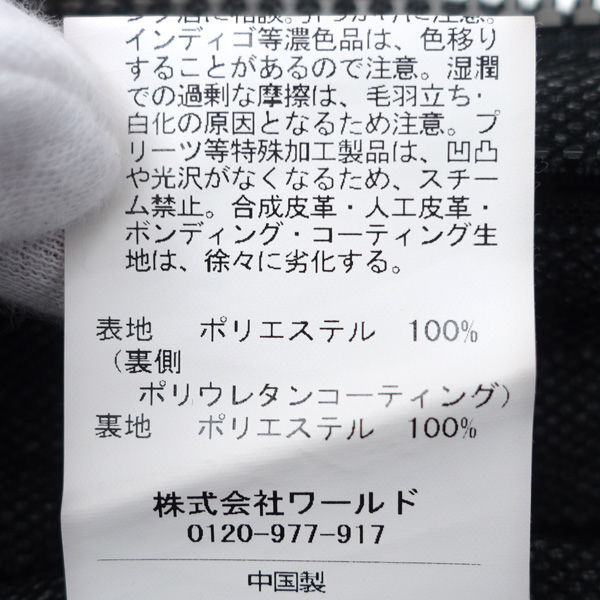 インディゴ等濃色品は、色移り
することがあるので注意。湿潤
での過剰な摩擦は、毛羽立ち・
白化の原因となるため注意。プ
リーツ等特殊加工製品は、凹凸
や光沢がなくなるため、スチー
ム禁止。合成皮革・人工皮革・
ボンディング・コーティング生
地は、徐々に劣化する。
表地 ポリエステル 100%
(裏側
ポリウレタンコーティング)
裏地 ポリエステル 100%
株式会社ワールド
0120-977-917
中国製